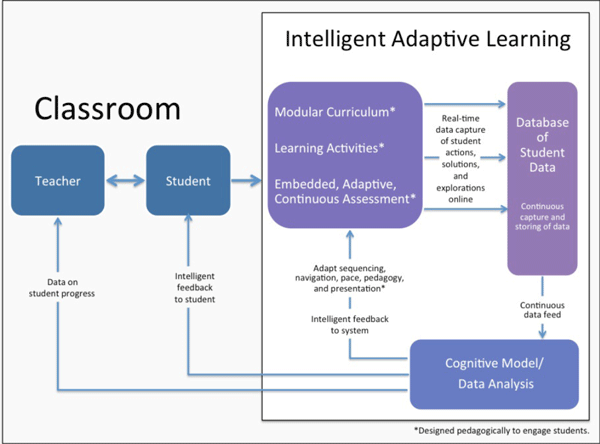 Intelligent Adaptive Learning
Classroom
Teacher
Student
Modular Curriculum*
Learning Activities*
Embedded, Adaptive,
Continuous Assessment*
Real-time
data capture
of student
actions,
solutions,
and
explorations
online
Database
of
Student
Data
Continuous
capture and
storing of data
Data on
student progress
Intelligent
feedback
to student
Adapt sequencing,
navigation, pace, pedagogy,
and presentation*
Intelligent feedback
to system
Continuous
data feed
Cognitive Model/
Data Analysis
*Designed pedagogically to engage students.